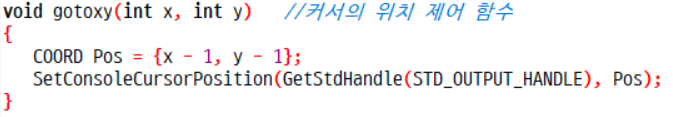 void gotoxy(int x, int y)   //커서의 위치 제어 함수
{
   COORD Pos = {x - 1, y - 1};
   SetConsoleCursorPosition(GetStdHandle(STD_OUTPUT_HANDLE), Pos);
}